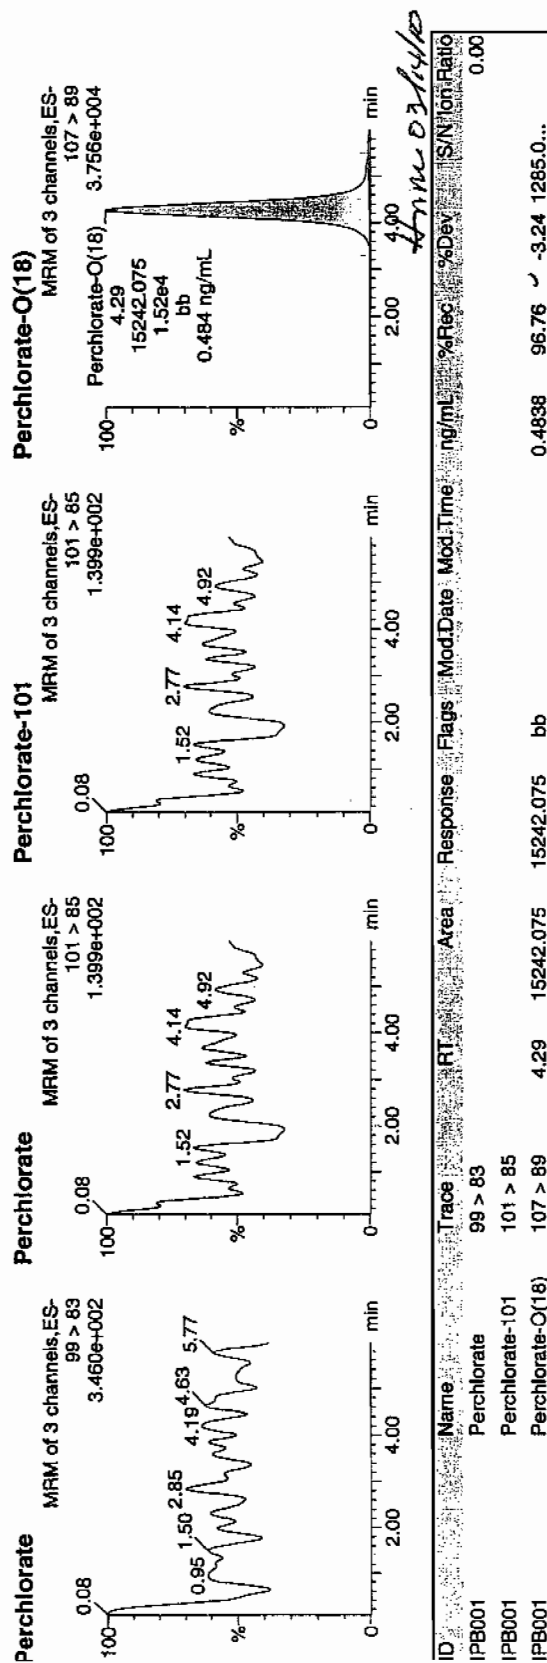 Perchlorate
MRM of 3 channels,ES-
99 > 83
3.460e+002
100
0.08
0.95
1.50
2.85
4.19
4.63
5.77
%
0
2.00
4.00
min
Perchlorate
MRM of 3 channels,ES-
101 > 85
1.399e+002
100
0.08
1.52
2.77
4.14
4.92
%
0
2.00
4.00
min
Perchlorate-101
MRM of 3 channels,ES-
101 > 85
1.399e+002
100
0.08
1.52
2.77
4.14
4.92
%
0
2.00
4.00
min
Perchlorate-O(18)
MRM of 3 channels,ES-
107 > 89
3.756e+004
100
Perchlorate-O(18)
4.29
15242.075
1.52e4
bb
0.484 ng/mL
%
0
2.00
4.00
min
03/14/10
ID Name Trace RT Area Response Flags Mod.Date Mod.Time ng/mL %Rec %Dev S/N Ion Ratio
IPB001 Perchlorate 99 > 83 0.00
IPB001 Perchlorate-101 101 > 85
IPB001 Perchlorate-O(18) 107 > 89 4.29 15242.075 15242.075 bb 0.4838 96.76 -3.24 1285.0...